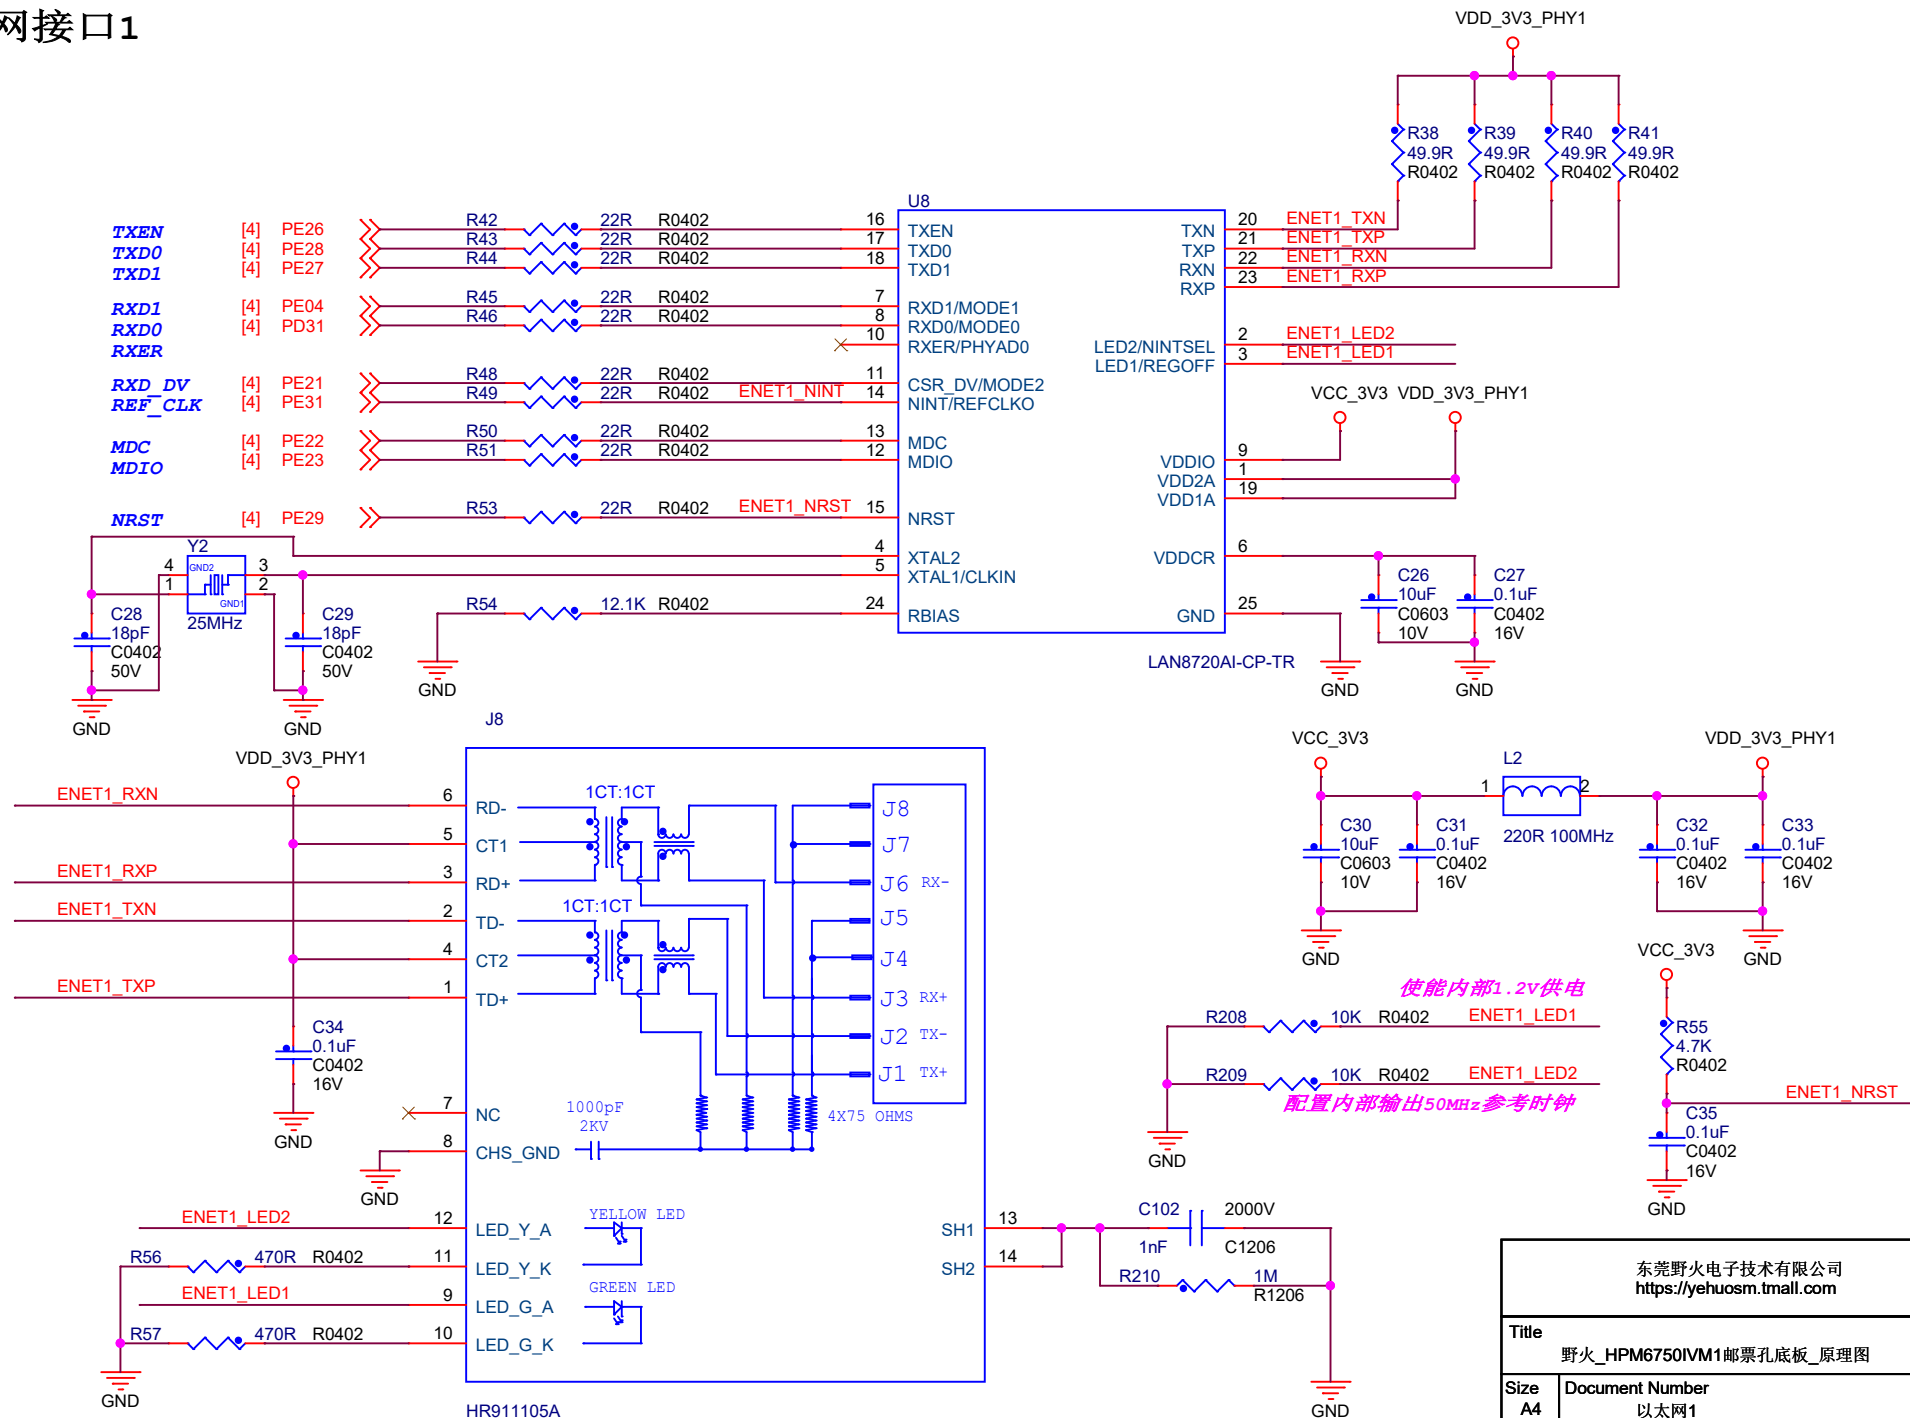 网接口1
VDD_3V3_PHY1
R38
49.9R
R0402
R39
49.9R
R0402
R40
49.9R
R0402
R41
49.9R
R0402
U8
TXEN [4] PE26 R42 22R R0402 16 TXEN
TXD0 [4] PE28 R43 22R R0402 17 TXD0
TXD1 [4] PE27 R44 22R R0402 18 TXD1
RXD1 [4] PE04 R45 22R R0402 7 RXD1/MODE1
RXD0 [4] PD31 R46 22R R0402 8 RXD0/MODE0
RXER 10 RXER/PHYAD0
RXD_DV [4] PE21 R48 22R R0402 11 CSR_DV/MODE2
REF_CLK [4] PE31 R49 22R R0402 ENET1_NINT 14 NINT/REFCLKO
MDC [4] PE22 R50 22R R0402 13 MDC
MDIO [4] PE23 R51 22R R0402 12 MDIO
NRST [4] PE29 R53 22R R0402 ENET1_NRST 15 NRST
4 XTAL2
5 XTAL1/CLKIN
R54 12.1K R0402 24 RBIAS
GND
TXN 20 ENET1_TXN
TXP 21 ENET1_TXP
RXN 22 ENET1_RXN
RXP 23 ENET1_RXP
LED2/NINTSEL 2 ENET1_LED2
LED1/REGOFF 3 ENET1_LED1
VCC_3V3 VDD_3V3_PHY1
VDDIO 9
VDD2A 1
VDD1A 19
VDDCR 6
GND 25
LAN8720AI-CP-TR
GND
C26
10uF
C0603
10V
C27
0.1uF
C0402
16V
GND
Y2
4 GND2 3
1 GND1 2
25MHz
C28
18pF
C0402
50V
GND
C29
18pF
C0402
50V
GND
J8
VDD_3V3_PHY1
ENET1_RXN 6 RD-
5 CT1
ENET1_RXP 3 RD+
ENET1_TXN 2 TD-
4 CT2
ENET1_TXP 1 TD+
C34
0.1uF
C0402
16V
GND
7 NC
8 CHS_GND
GND
1CT:1CT
1CT:1CT
J8
J7
J6 RX-
J5
J4
J3 RX+
J2 TX-
J1 TX+
1000pF
2KV
4X75 OHMS
ENET1_LED2 12 LED_Y_A
R56 470R R0402 11 LED_Y_K
ENET1_LED1 9 LED_G_A
R57 470R R0402 10 LED_G_K
GND
YELLOW LED
GREEN LED
SH1 13
SH2 14
HR911105A
C102 2000V
1nF C1206
R210 1M
R1206
GND
VCC_3V3
L2
VDD_3V3_PHY1
1 2
220R 100MHz
C30
10uF
C0603
10V
C31
0.1uF
C0402
16V
GND
C32
0.1uF
C0402
16V
C33
0.1uF
C0402
16V
GND
使能内部1.2V供电
R208 10K R0402 ENET1_LED1
R209 10K R0402 ENET1_LED2
配置内部输出50MHz参考时钟
GND
VCC_3V3
R55
4.7K
R0402
ENET1_NRST
C35
0.1uF
C0402
16V
GND
东莞野火电子技术有限公司
https://yehuosm.tmall.com
Title
野火_HPM6750IVM1邮票孔底板_原理图
Size Document Number
A4 以太网1